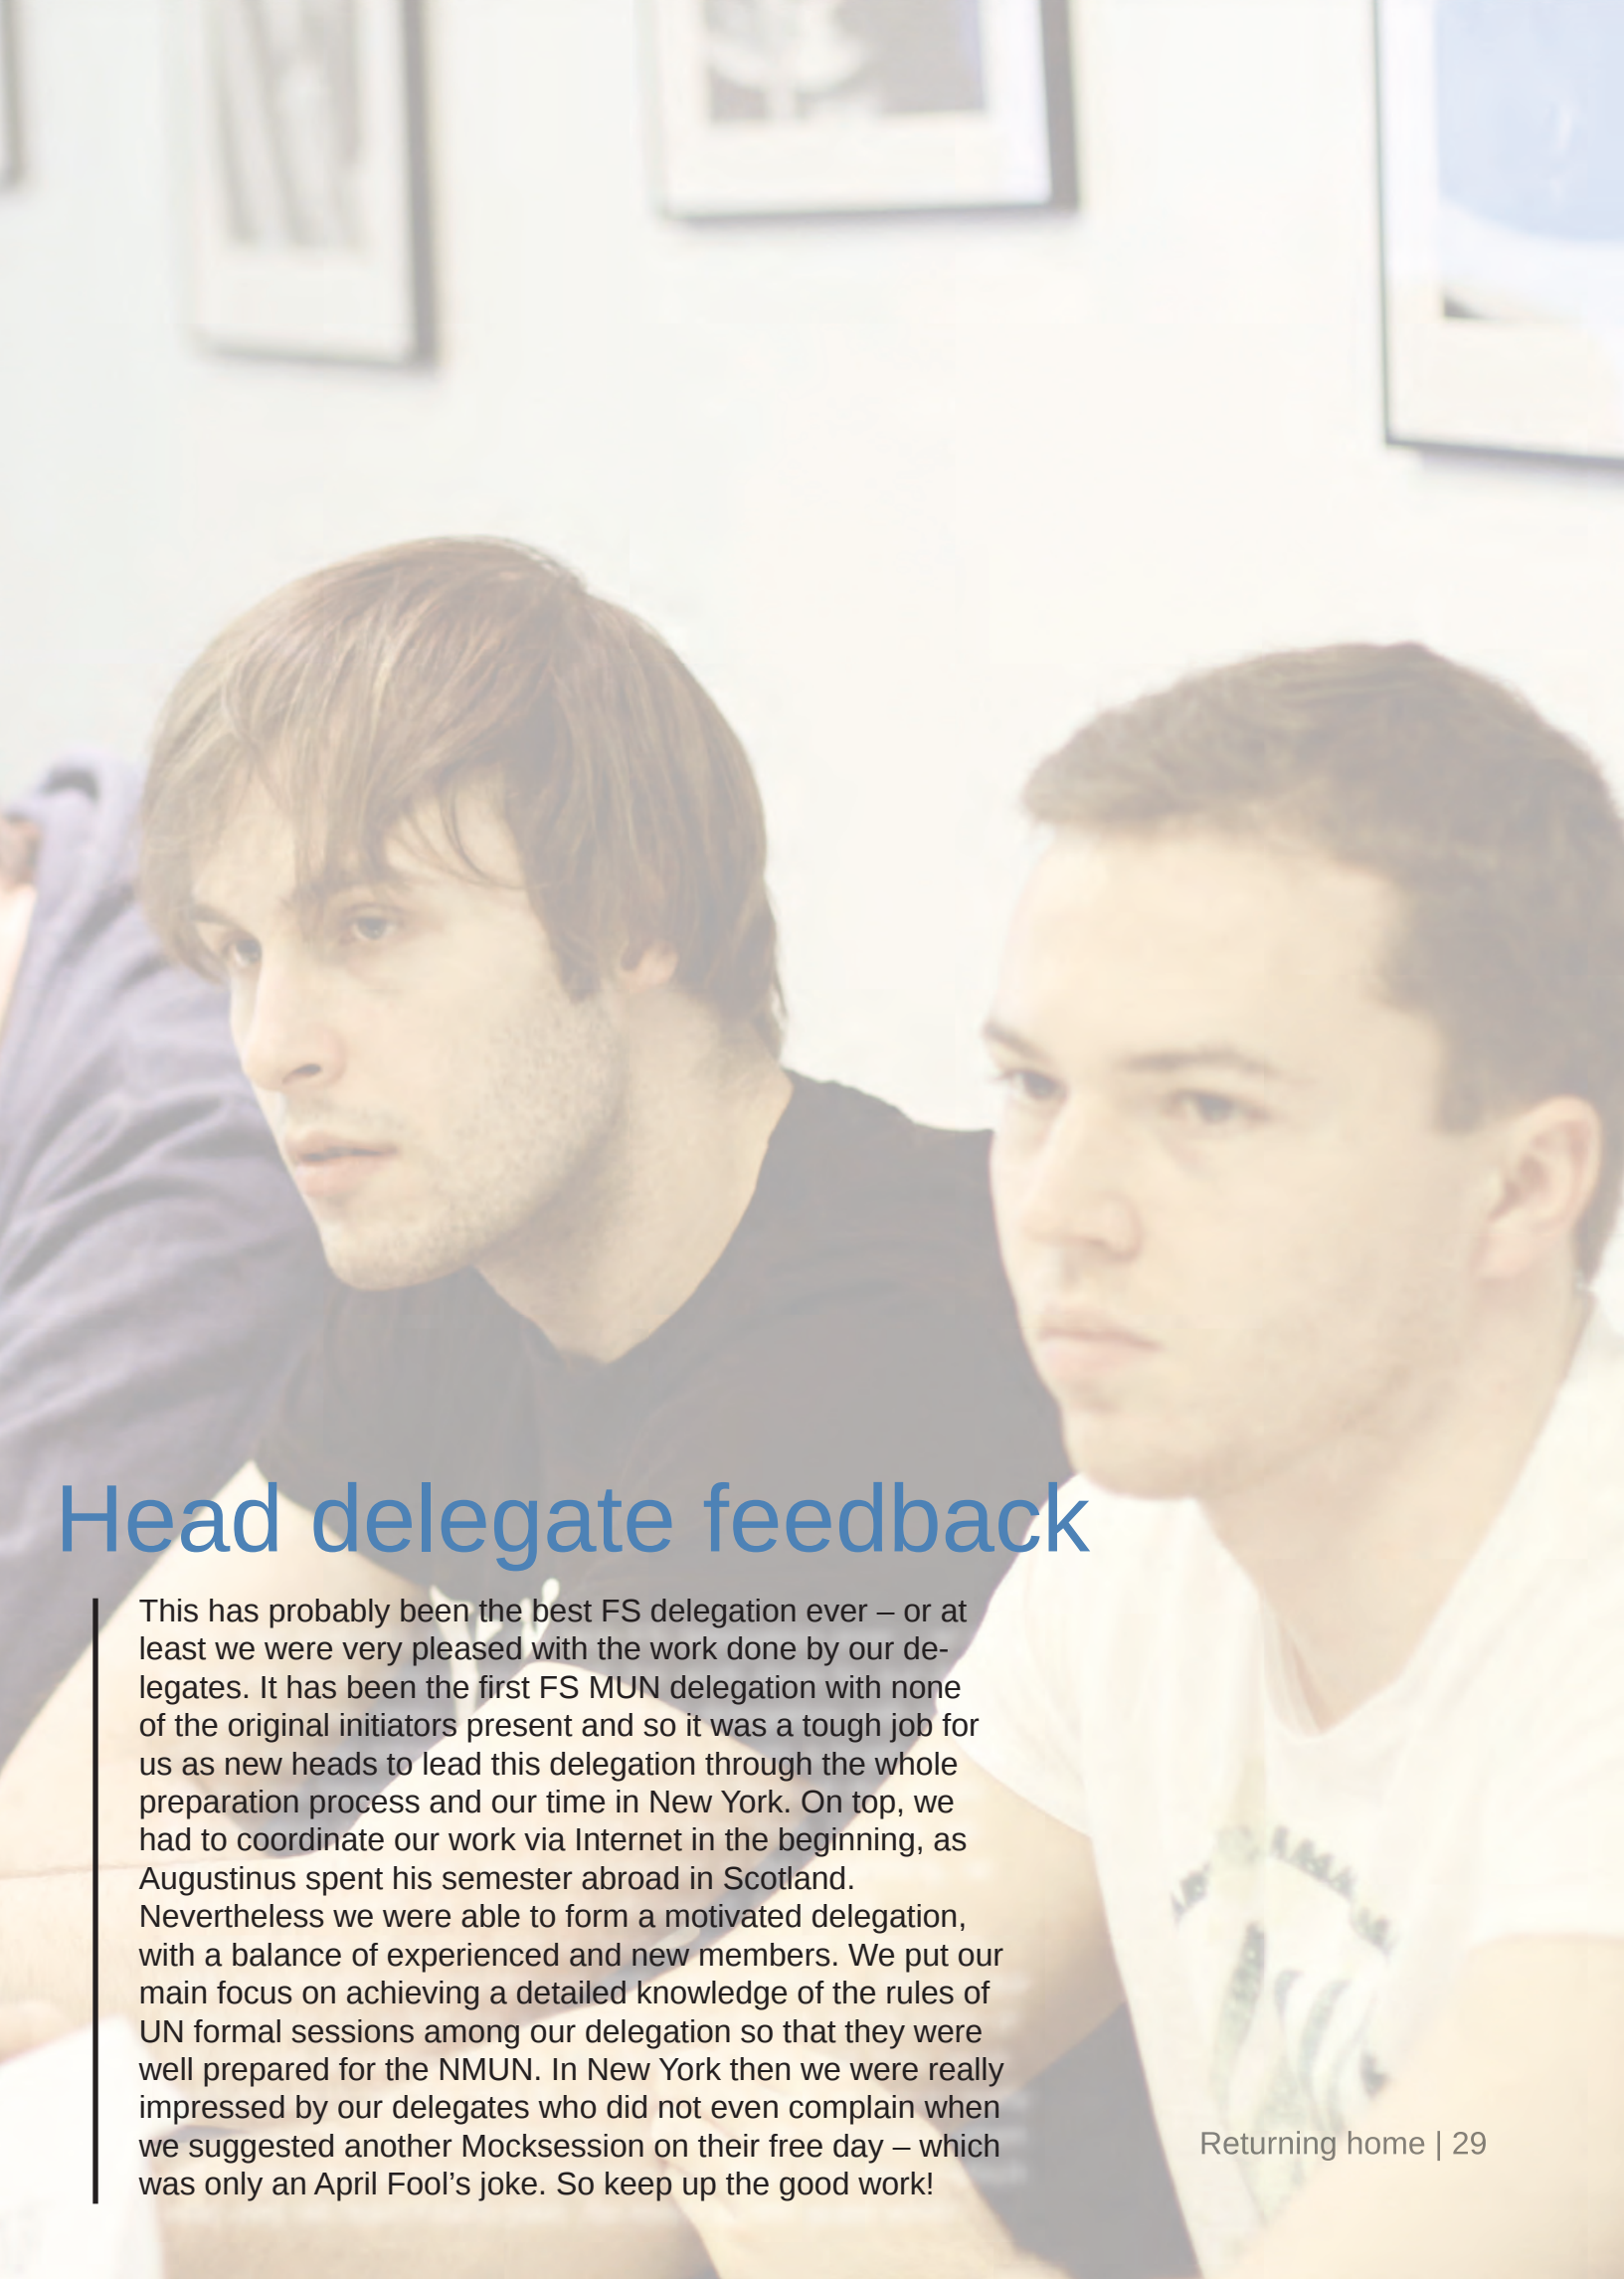 Head delegate feedback
This has probably been the best FS delegation ever – or at
least we were very pleased with the work done by our de-
legates. It has been the first FS MUN delegation with none
of the original initiators present and so it was a tough job for
us as new heads to lead this delegation through the whole
preparation process and our time in New York. On top, we
had to coordinate our work via Internet in the beginning, as
Augustinus spent his semester abroad in Scotland.
Nevertheless we were able to form a motivated delegation,
with a balance of experienced and new members. We put our
main focus on achieving a detailed knowledge of the rules of
UN formal sessions among our delegation so that they were
well prepared for the NMUN. In New York then we were really
impressed by our delegates who did not even complain when
we suggested another Mocksession on their free day – which
was only an April Fool’s joke. So keep up the good work!
Returning home | 29